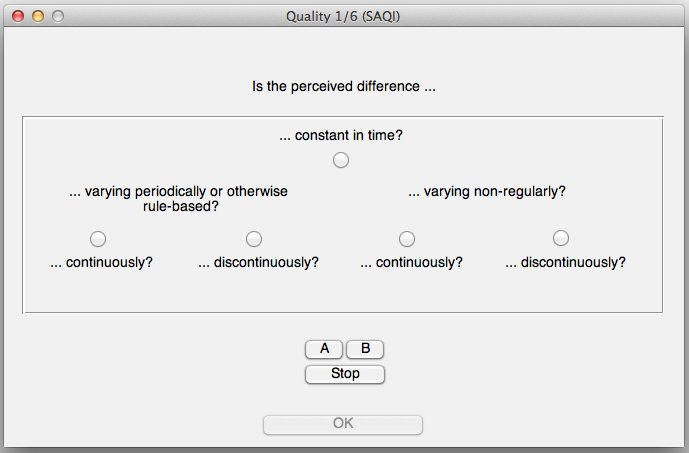 Quality 1/6 (SAQI)
Is the perceived difference ...
... constant in time?
... varying periodically or otherwise
rule-based?
... varying non-regularly?
... continuously?
... discontinuously?
... continuously?
... discontinuously?
A
B
Stop
OK